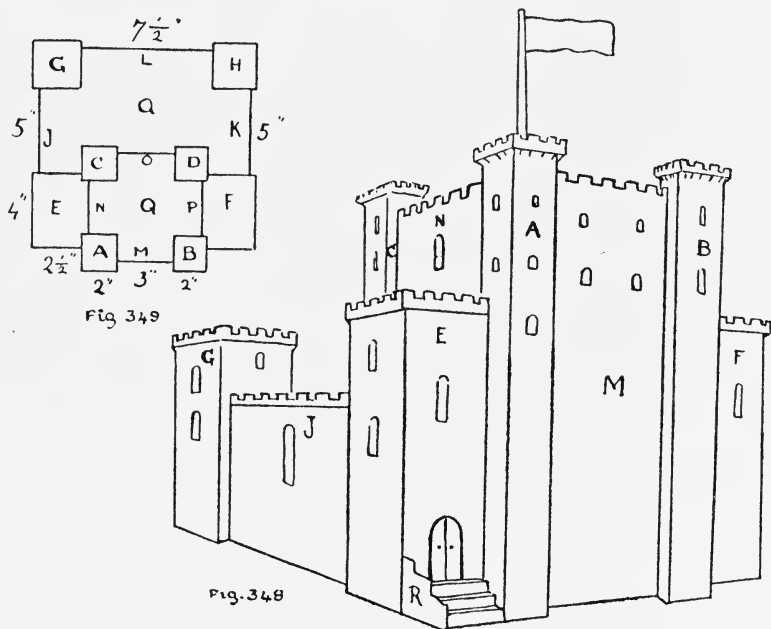 7½"
G L H
Q
5" J K 5"
C O D
4" E N Q P F
A M B
2½" 2" 3" 2"
Fig 349
N A B
C
E
G F
J M
R
Fig. 348